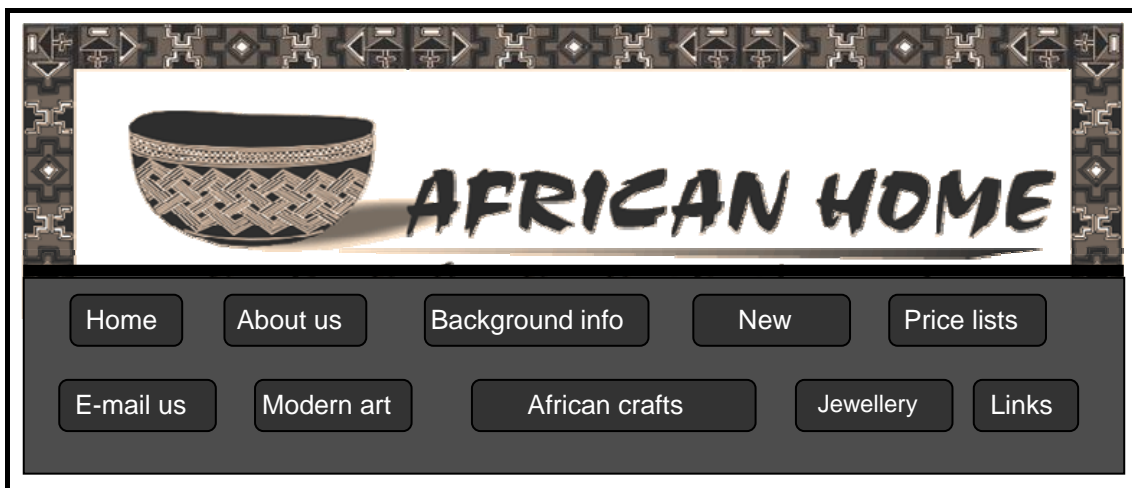 AFRICAN HOME
Home About us Background info New Price lists
E-mail us Modern art African crafts Jewellery Links